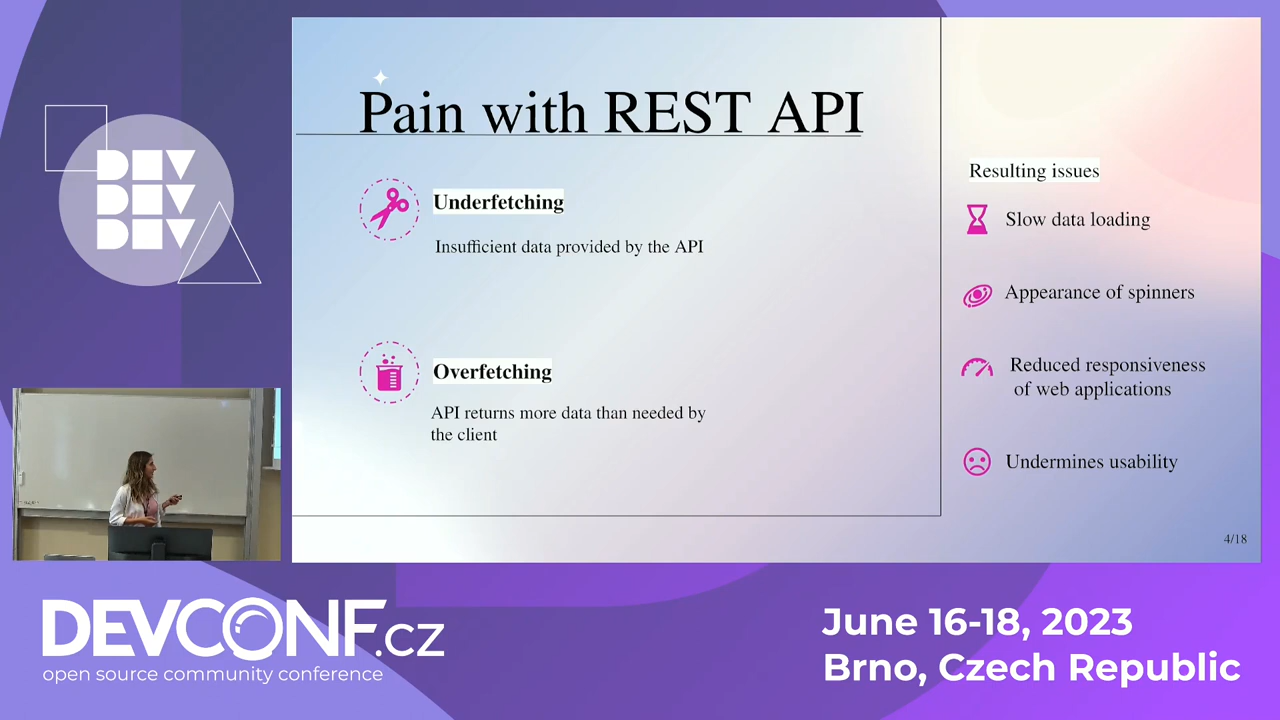 DEV
DEV
DEV
Pain with REST API
Underfetching
Insufficient data provided by the API
Overfetching
API returns more data than needed by
the client
Resulting issues
Slow data loading
Appearance of spinners
Reduced responsiveness
of web applications
Undermines usability
4/18
DEVCONF.cz
open source community conference
June 16-18, 2023
Brno, Czech Republic